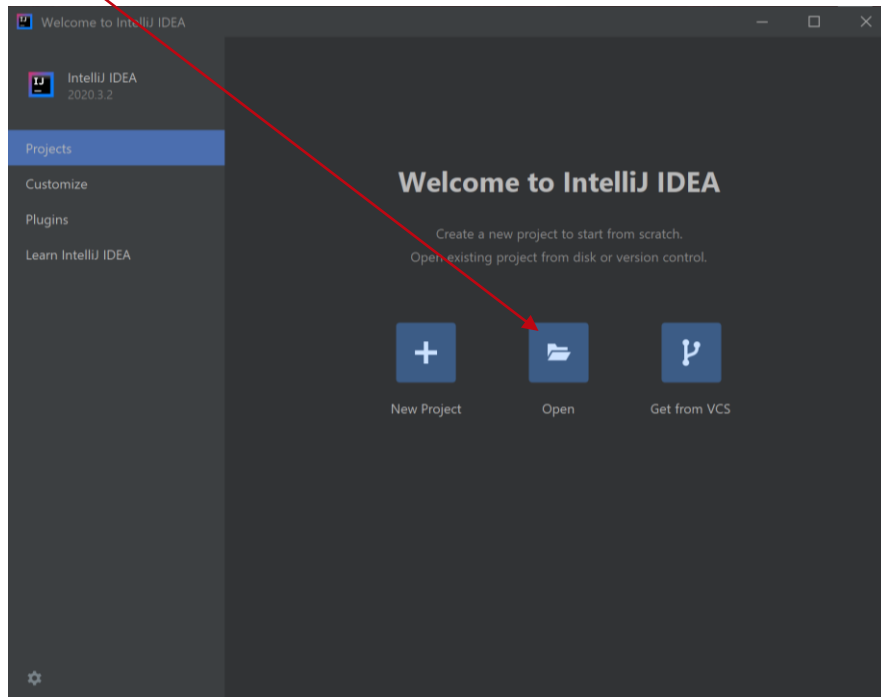 Welcome to IntelliJ IDEA
IntelliJ IDEA
2020.3.2
Projects
Customize
Plugins
Learn IntelliJ IDEA
Welcome to IntelliJ IDEA
Create a new project to start from scratch.
Open existing project from disk or version control.
New Project
Open
Get from VCS